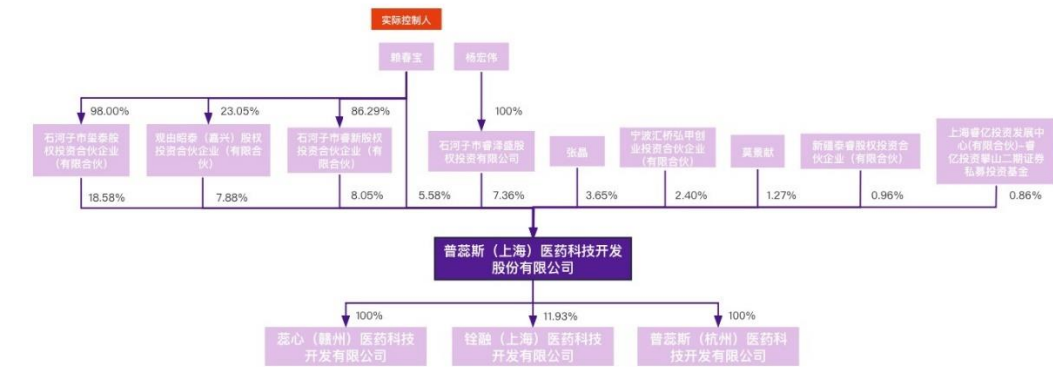 实际控制人
赖春宝
杨宏伟
98.00%
23.05%
86.29%
100%
石河子市玺泰股
权投资合伙企业
（有限合伙）
观由昭泰（嘉兴）股权
投资合伙企业（有限合
伙）
石河子市睿新股权投
资合伙企业（有限合
伙）
石河子市睿泽盛股
权投资有限公司
张晶
宁波汇桥弘甲创
业投资合伙企业
（有限合伙）
莫景献
新疆泰睿股权投资合
伙企业（有限合伙）
上海睿亿投资发展中
心(有限合伙)–睿
亿投资攀山二期证券
私募投资基金
18.58%
7.88%
8.05%
5.58%
7.36%
3.65%
2.40%
1.27%
0.96%
0.86%
普蕊斯（上海）医药科技开发
股份有限公司
100%
11.93%
100%
蕊心（赣州）医药科技
开发有限公司
铨融（上海）医药科技
开发有限公司
普蕊斯（杭州）医药科
技开发有限公司